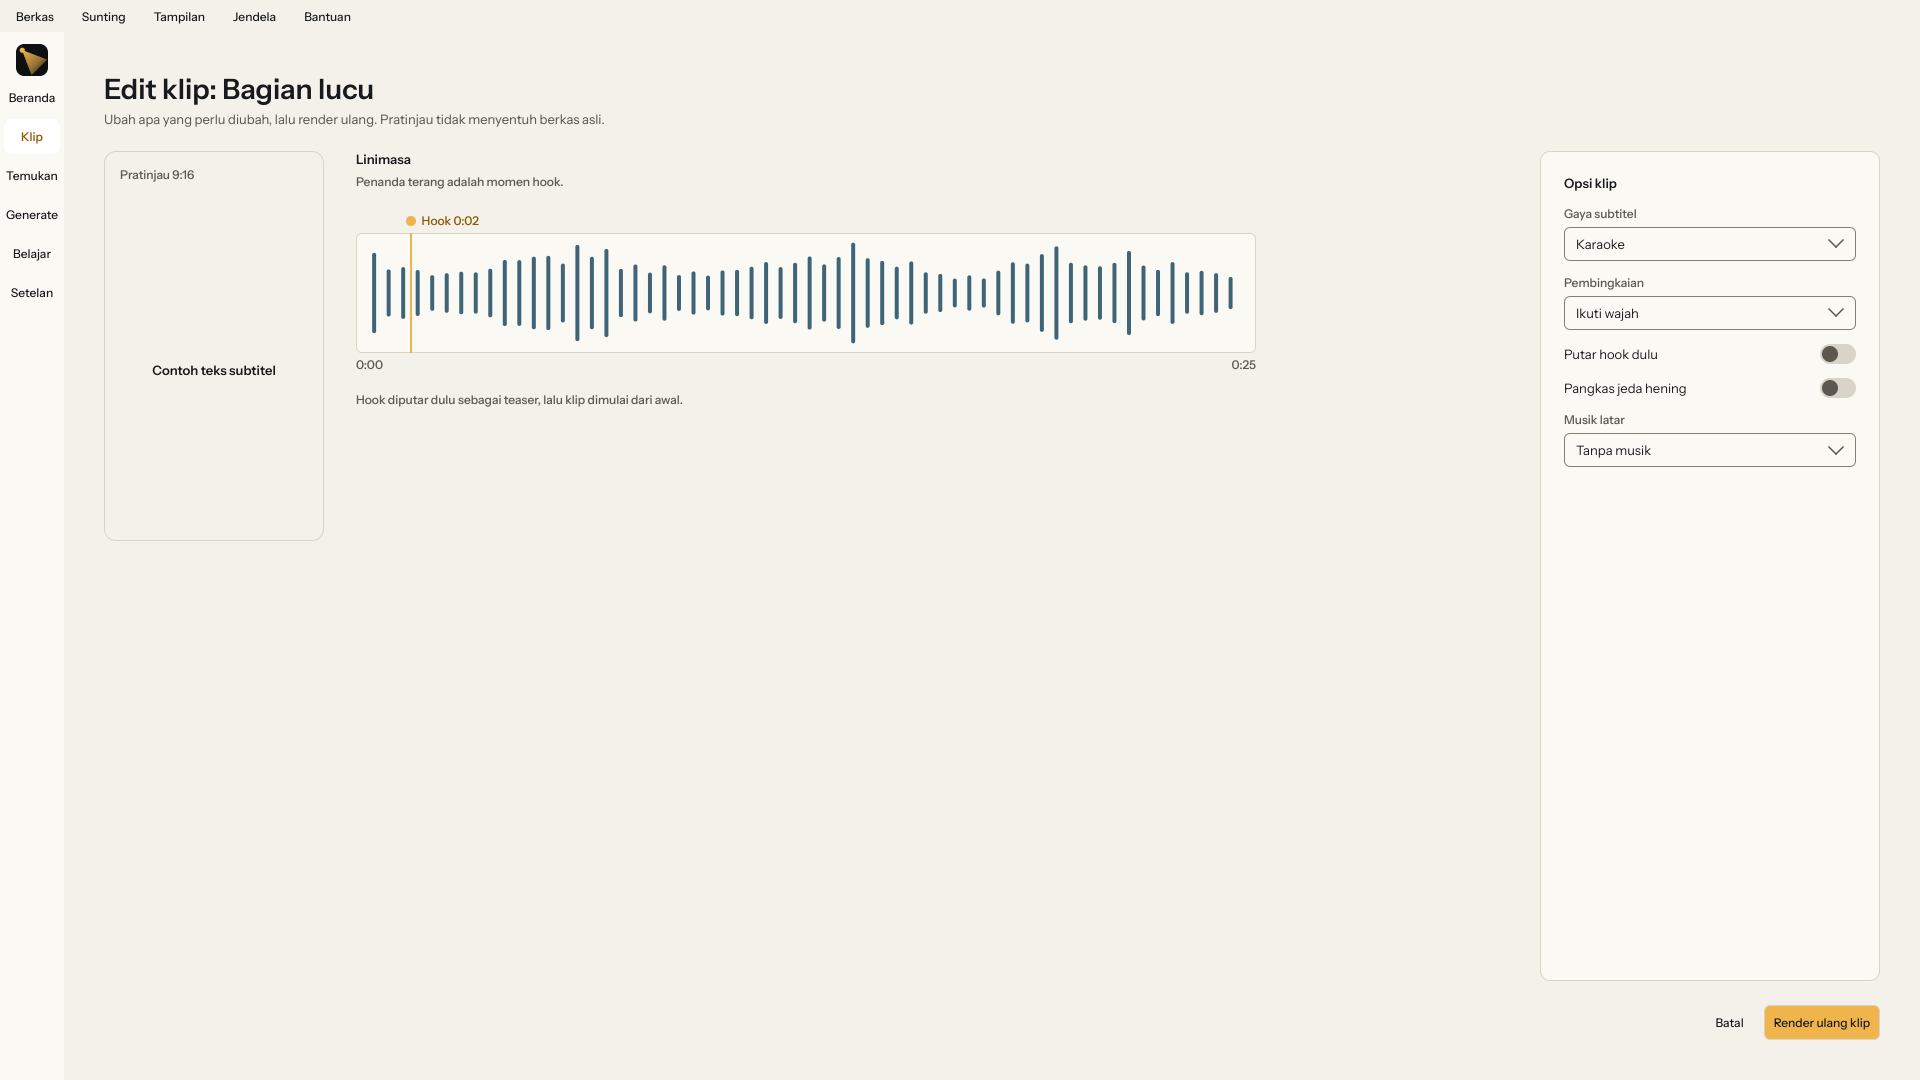 Berkas Sunting Tampilan Jendela Bantuan
Beranda
Klip
Temukan
Generate
Belajar
Setelan
Edit klip: Bagian lucu
Ubah apa yang perlu diubah, lalu render ulang. Pratinjau tidak menyentuh berkas asli.
Pratinjau 9:16
Contoh teks subtitel
Linimasa
Penanda terang adalah momen hook.
Hook 0:02
0:00 0:25
Hook diputar dulu sebagai teaser, lalu klip dimulai dari awal.
Opsi klip
Gaya subtitel
Karaoke
Pembingkaian
Ikuti wajah
Putar hook dulu
Pangkas jeda hening
Musik latar
Tanpa musik
Batal Render ulang klip